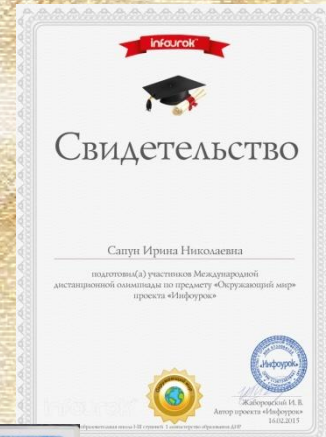 infourok
Свидетельство
Сапун Ирина Николаевна
подготовил(а) участников Международной
дистанционной олимпиады по предмету «Окружающий мир»
проекта «Инфоурок»
«Инфоурок»
Жаборовский И. В.
Автор проекта «Инфоурок»
16.02.2015